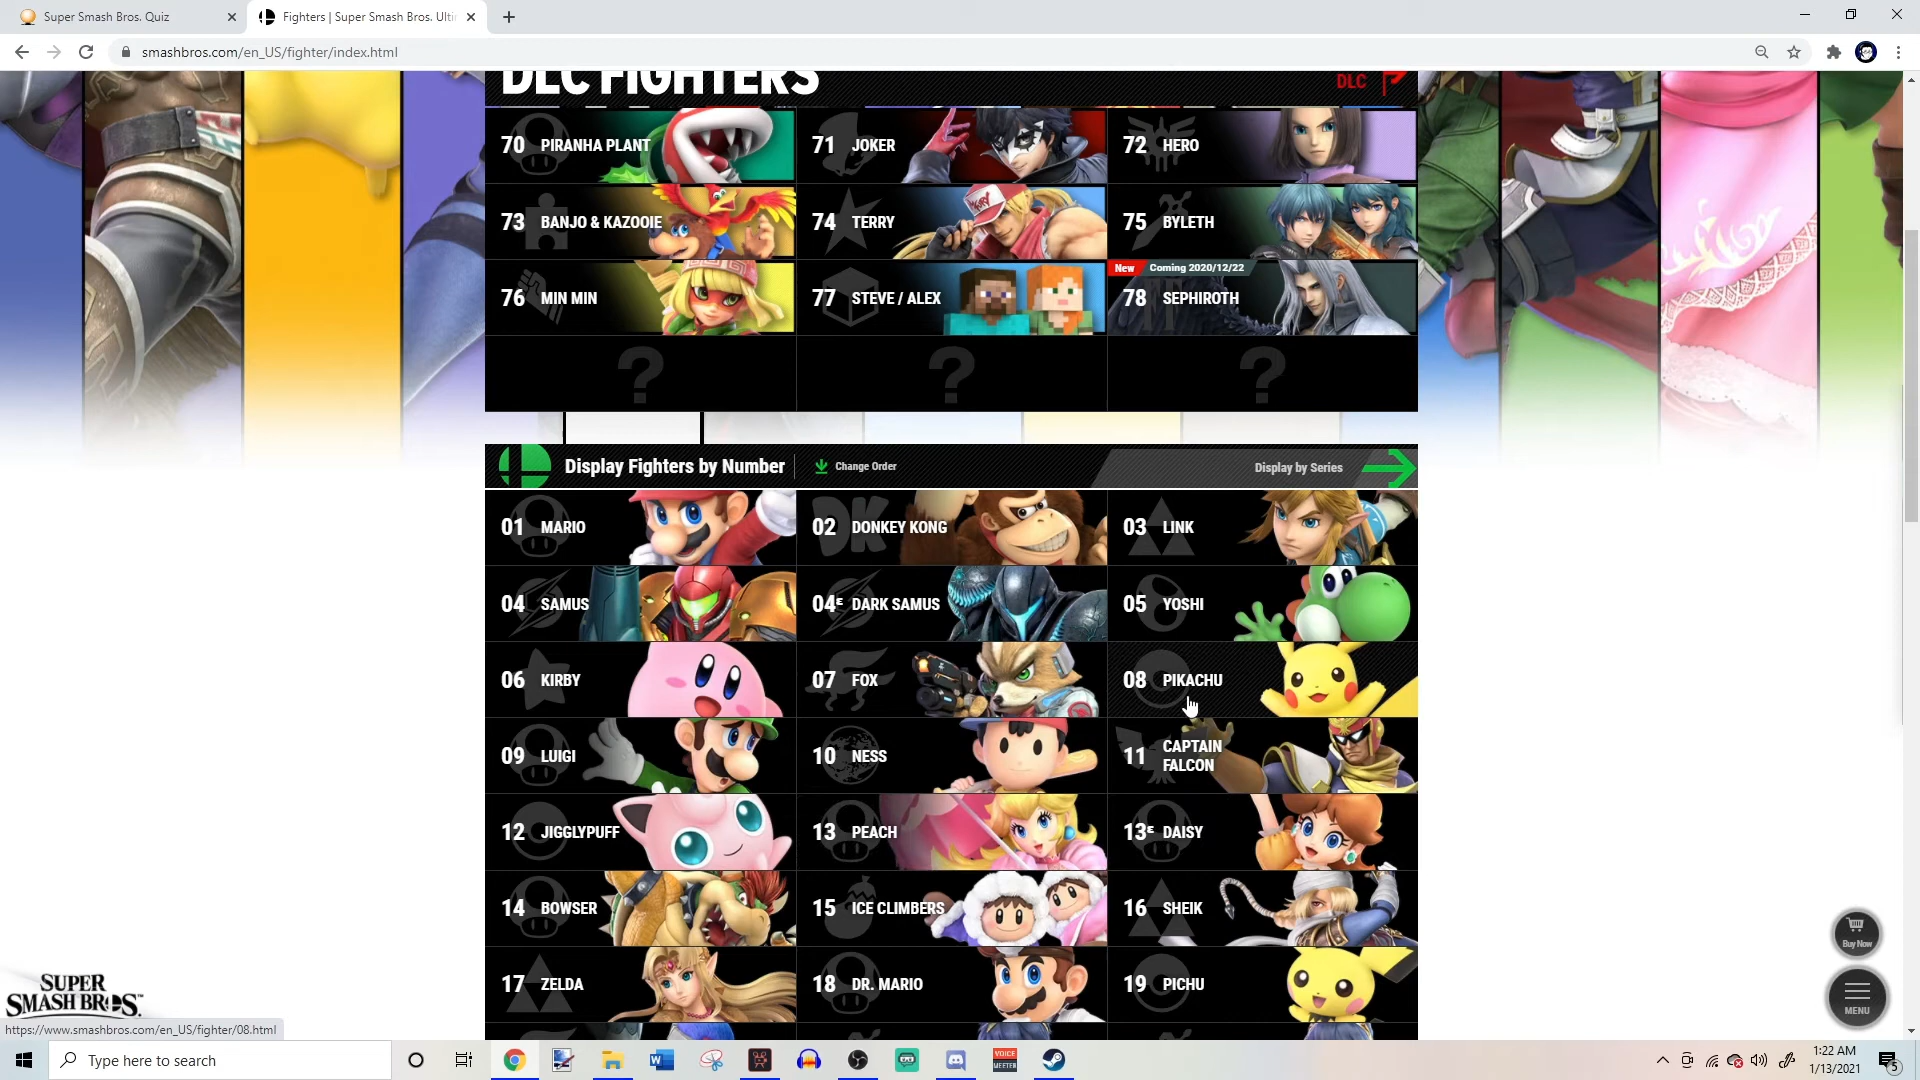 Super Smash Bros. Quiz
Fighters | Super Smash Bros. Ulti
smashbros.com/en_US/fighter/index.html
DLC FIGHTERS
DLC
70 PIRANHA PLANT
71 JOKER
72 HERO
73 BANJO & KAZOOIE
74 TERRY
75 BYLETH
76 MIN MIN
77 STEVE / ALEX
New Coming 2020/12/22
78 SEPHIROTH
? ? ?
Display Fighters by Number
Change Order
Display by Series
01 MARIO
02 DONKEY KONG
03 LINK
04 SAMUS
04ᴱ DARK SAMUS
05 YOSHI
06 KIRBY
07 FOX
08 PIKACHU
09 LUIGI
10 NESS
11 CAPTAIN
FALCON
12 JIGGLYPUFF
13 PEACH
13ᴱ DAISY
14 BOWSER
15 ICE CLIMBERS
16 SHEIK
17 ZELDA
18 DR. MARIO
19 PICHU
Buy Now
MENU
SUPER
SMASH BROS.
https://www.smashbros.com/en_US/fighter/08.html
Type here to search
VOICE
MEETER
1:22 AM
1/13/2021
5